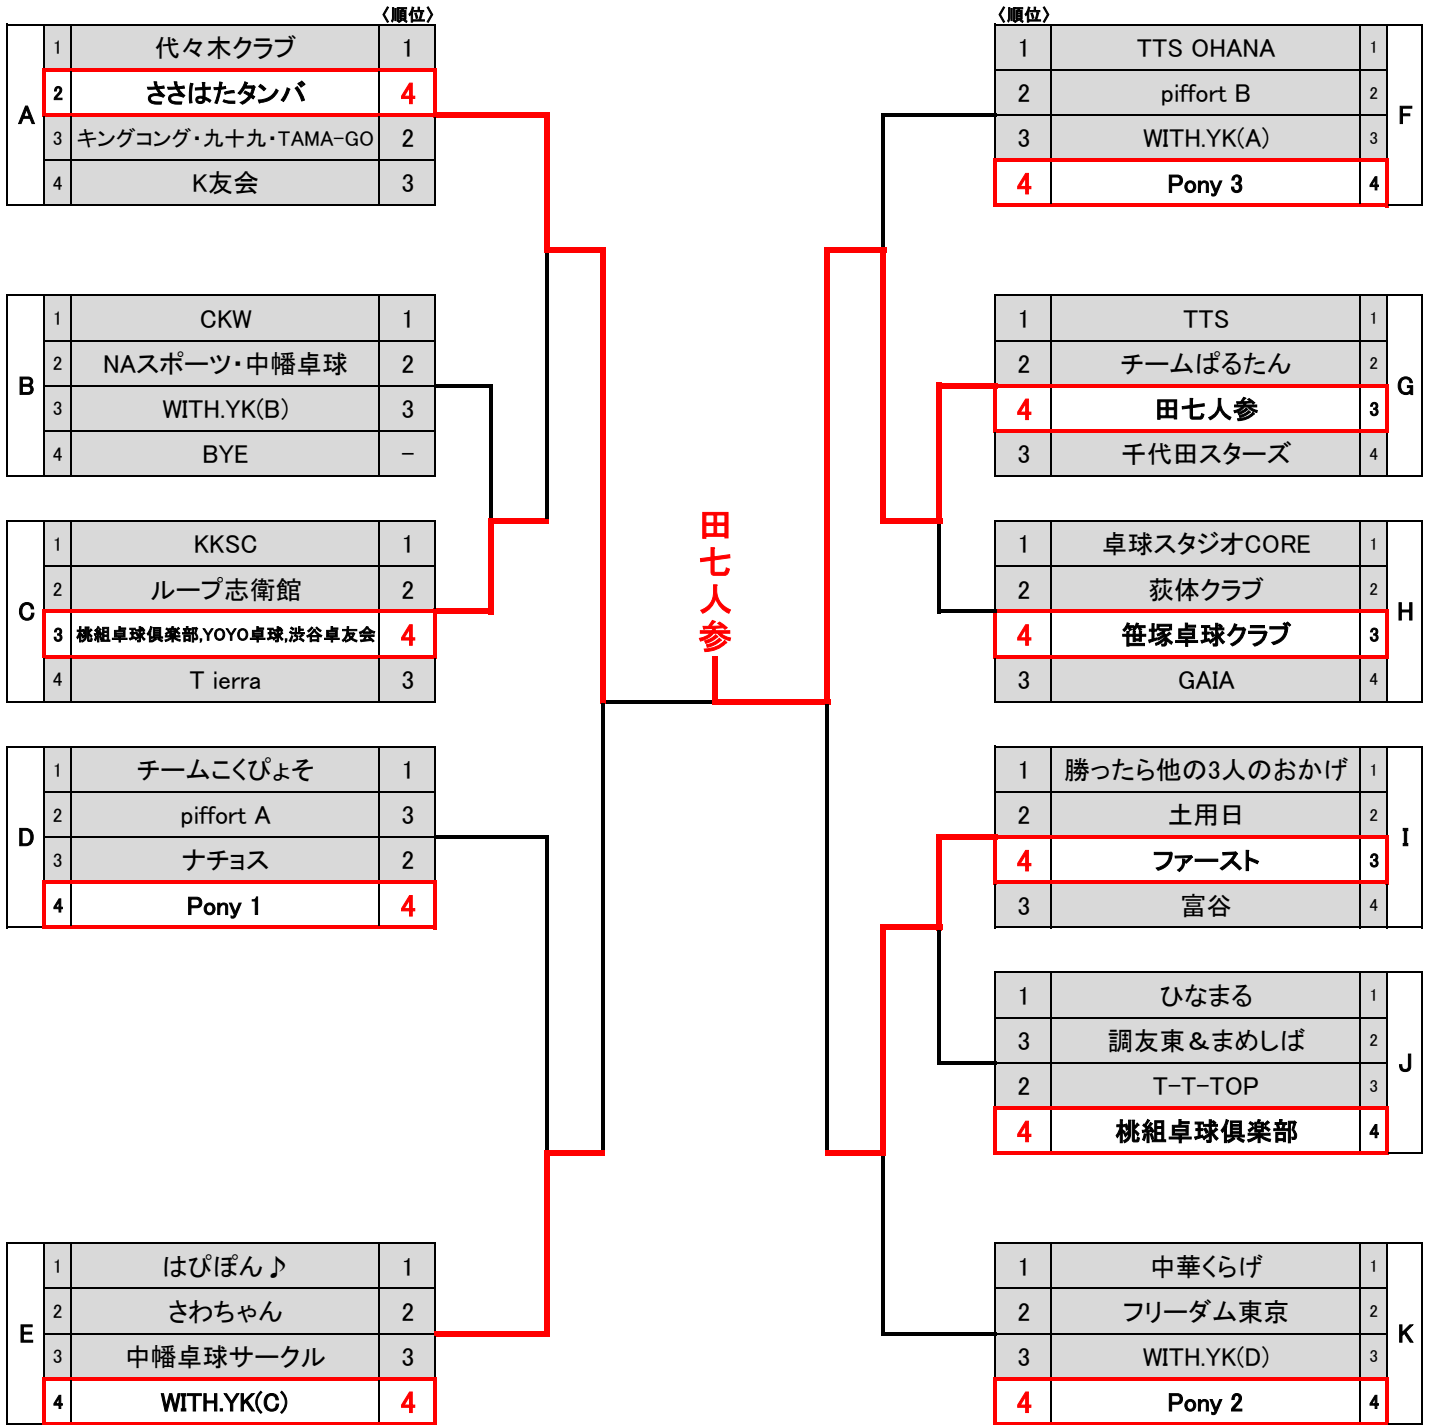 〈順位〉
A
1 代々木クラブ 1
2 ささはたタンバ 4
3 キングコング・九十九・TAMA-GO 2
4 K友会 3
B
1 CKW 1
2 NAスポーツ・中幡卓球 2
3 WITH.YK(B) 3
4 BYE －
C
1 KKSC 1
2 ループ志衛館 2
3 桃組卓球倶楽部,YOYO卓球,渋谷卓友会 4
4 T ierra 3
D
1 チームこくぴょそ 1
2 piffort A 3
3 ナチョス 2
4 Pony 1 4
E
1 はぴぽん♪ 1
2 さわちゃん 2
3 中幡卓球サークル 3
4 WITH.YK(C) 4
田七人参
〈順位〉
F
1 TTS OHANA 1
2 piffort B 2
3 WITH.YK(A) 3
4 Pony 3 4
G
1 TTS 1
2 チームぱるたん 2
4 田七人参 3
3 千代田スターズ 4
H
1 卓球スタジオCORE 1
2 荻体クラブ 2
4 笹塚卓球クラブ 3
3 GAIA 4
I
1 勝ったら他の3人のおかげ 1
2 土用日 2
4 ファースト 3
3 富谷 4
J
1 ひなまる 1
3 調友東＆まめしば 2
2 T-T-TOP 3
4 桃組卓球倶楽部 4
K
1 中華くらげ 1
2 フリーダム東京 2
3 WITH.YK(D) 3
4 Pony 2 4